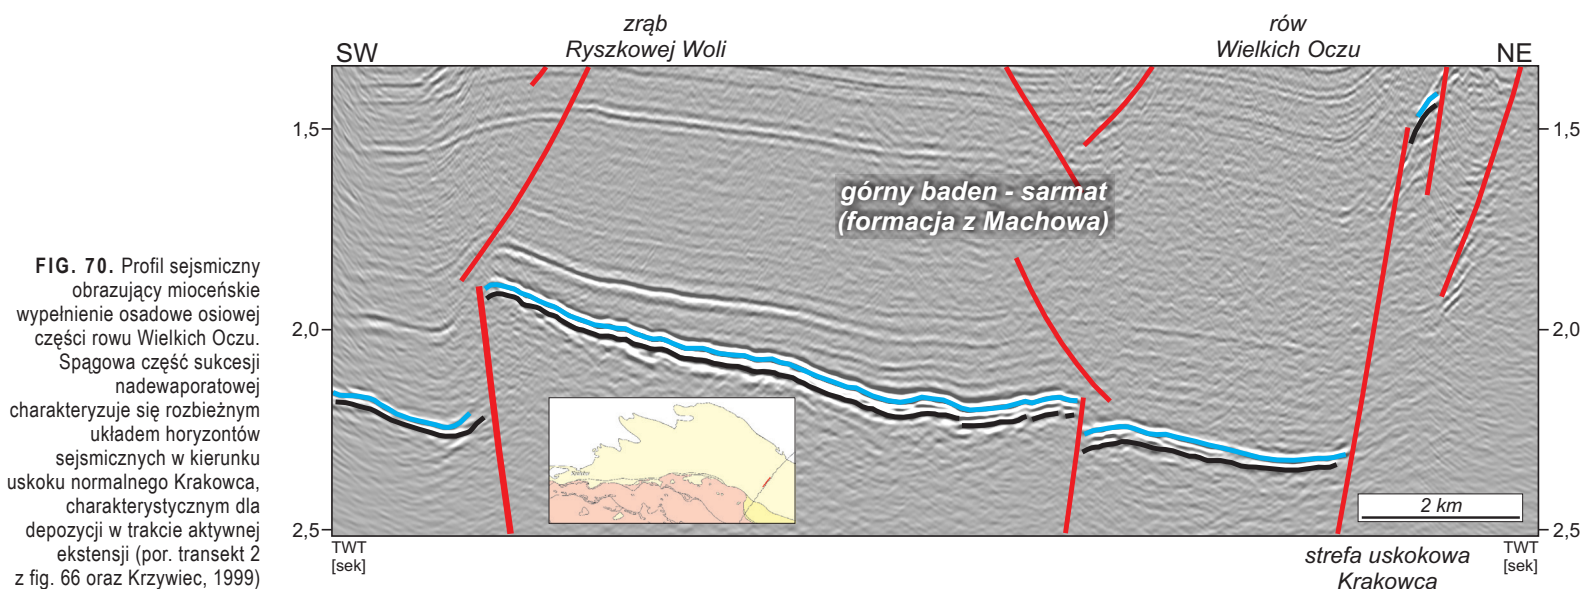 zrąb
Ryszkowej Woli
rów
Wielkich Oczu
SW
NE
1,5
1,5
górny baden - sarmat
(formacja z Machowa)
2,0
2,0
2 km
2,5
2,5
TWT
[sek]
strefa uskokowa
Krakowca
TWT
[sek]
FIG. 70. Profil sejsmiczny
obrazujący mioceńskie
wypełnienie osadowe osiowej
części rowu Wielkich Oczu.
Spągowa część sukcesji
nadewaporatowej
charakteryzuje się rozbieżnym
układem horyzontów
sejsmicznych w kierunku
uskoku normalnego Krakowca,
charakterystycznym dla
depozycji w trakcie aktywnej
ekstensji (por. transekt 2
z fig. 66 oraz Krzywiec, 1999)